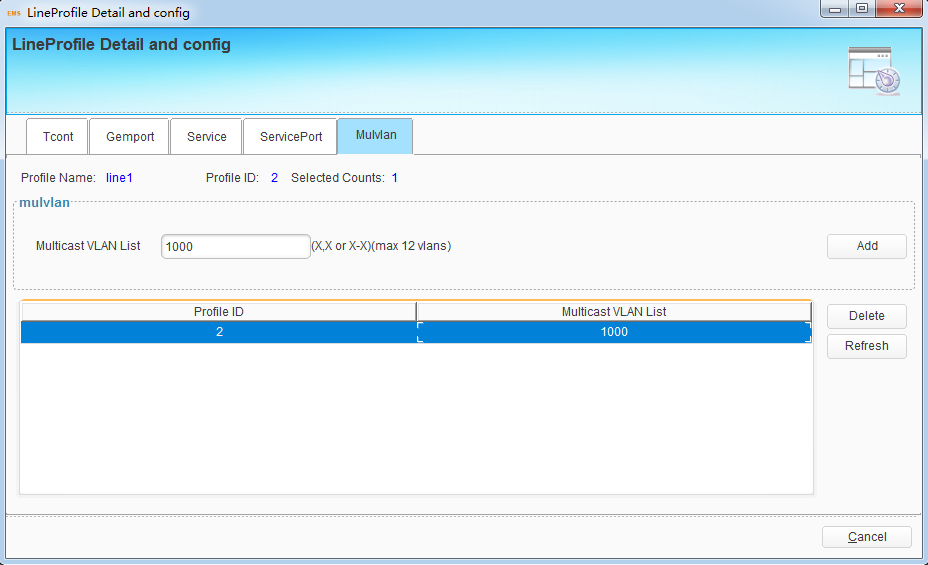 EMS LineProfile Detail and config
LineProfile Detail and config
Tcont Gemport Service ServicePort Mulvlan
Profile Name: line1 Profile ID: 2 Selected Counts: 1
mulvlan
Multicast VLAN List 1000 (X,X or X-X)(max 12 vlans) Add
Profile ID Multicast VLAN List
2 1000
Delete
Refresh
Cancel